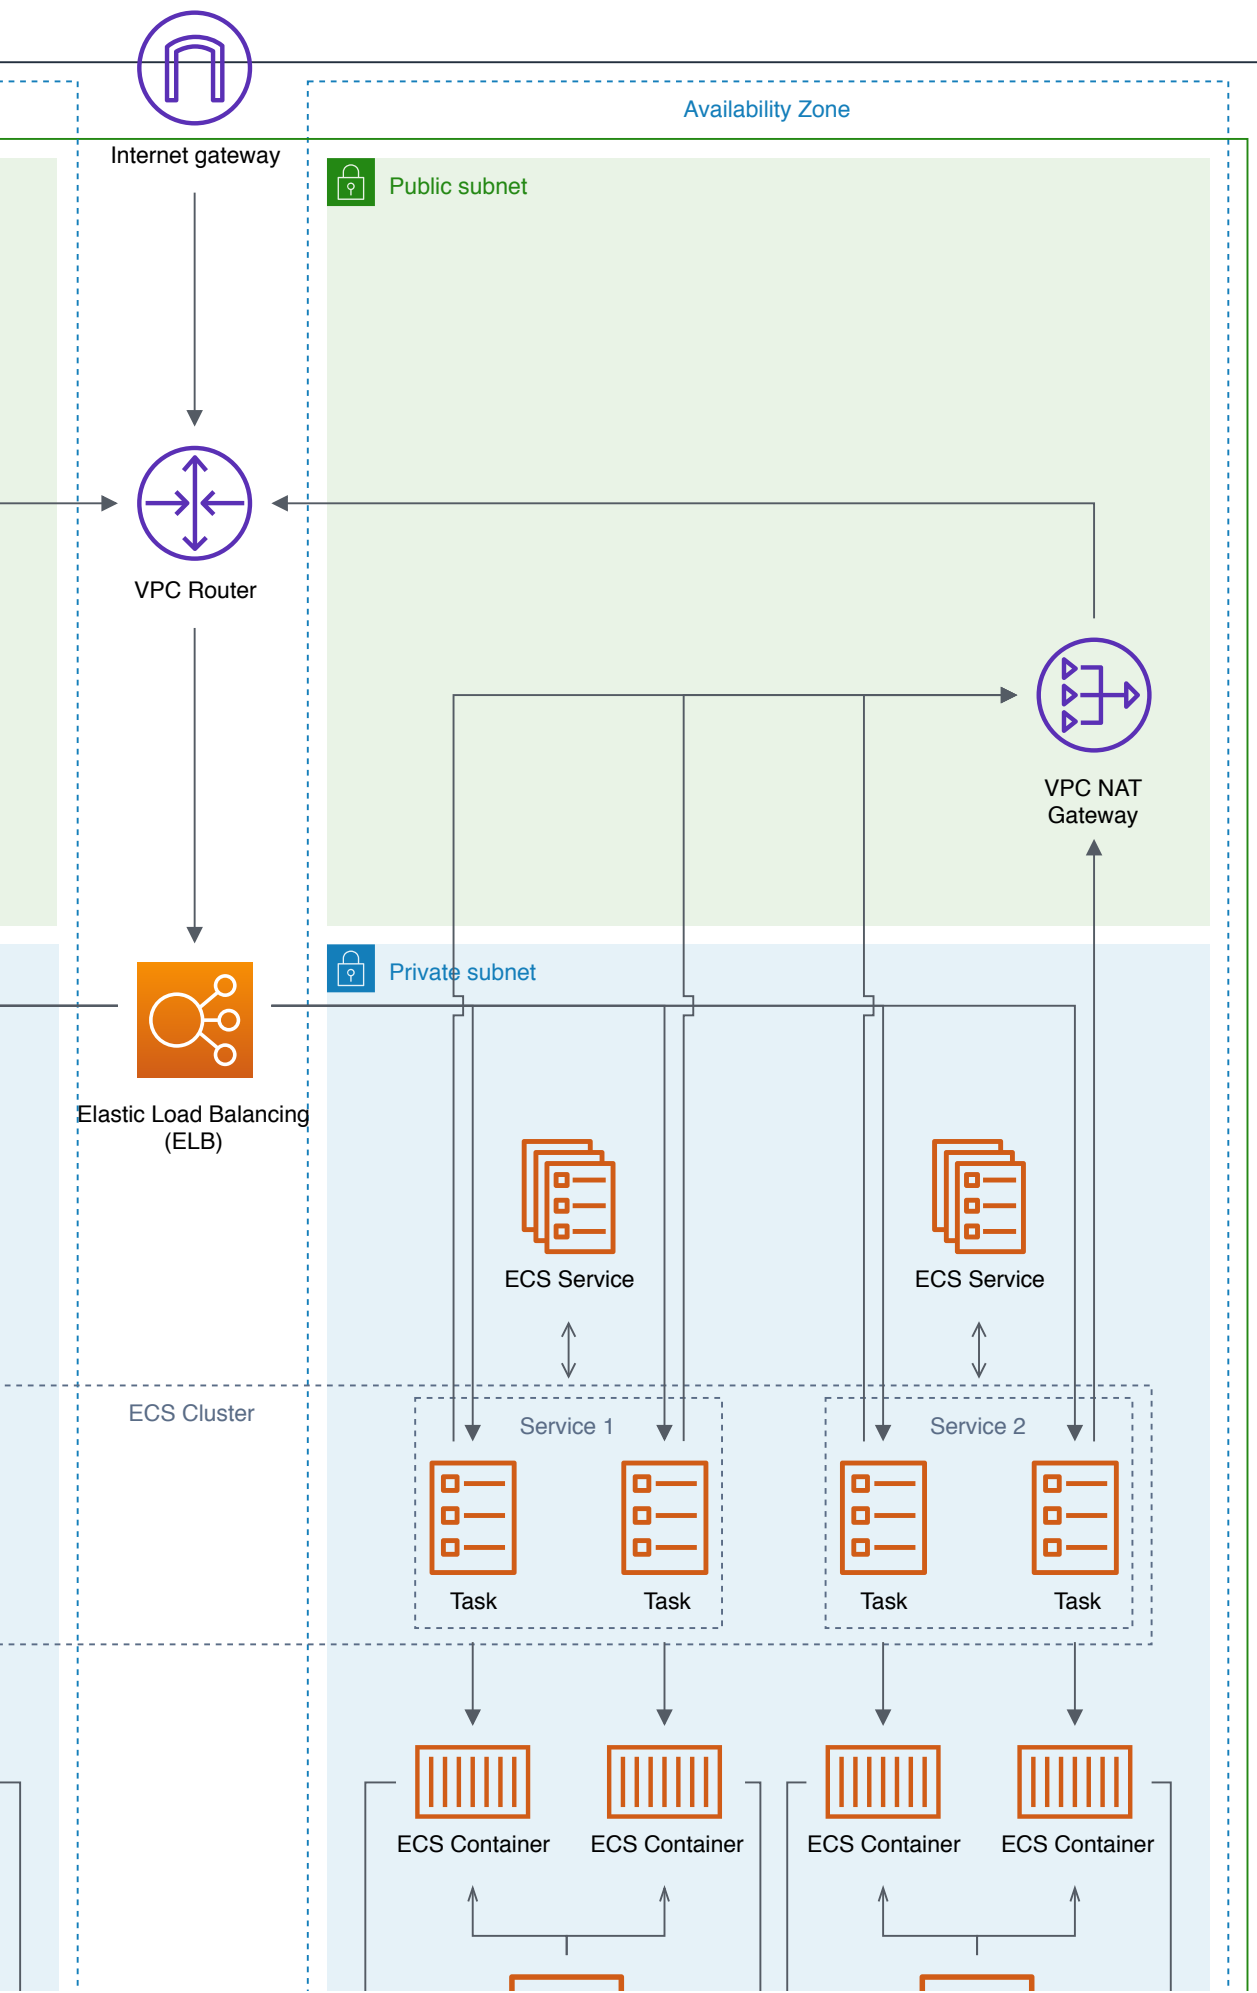 Availability Zone
Internet gateway
Public subnet
VPC Router
VPC NAT
Gateway
Private subnet
Elastic Load Balancing
(ELB)
ECS Service
ECS Service
ECS Cluster
Service 1
Service 2
Task
Task
Task
Task
ECS Container
ECS Container
ECS Container
ECS Container